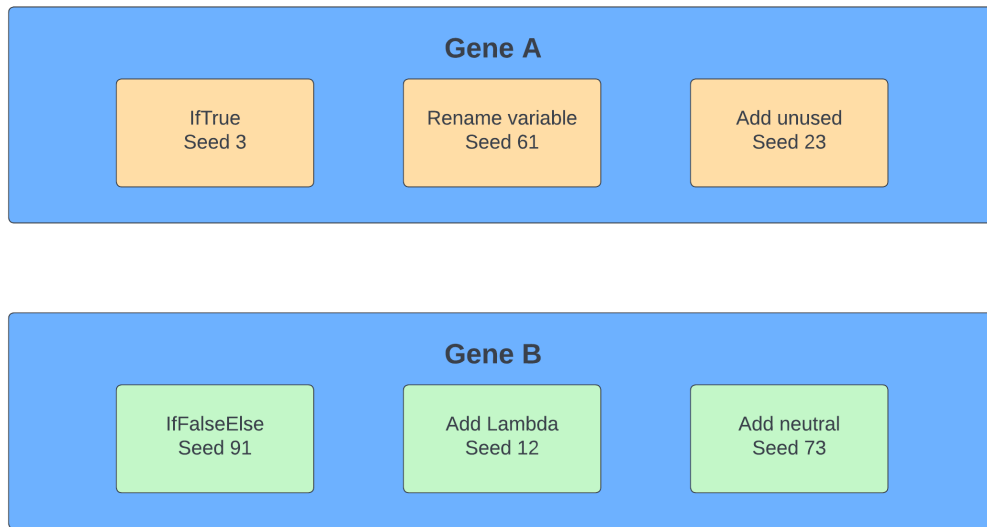 Gene A
IfTrue
Seed 3
Rename variable
Seed 61
Add unused
Seed 23
Gene B
IfFalseElse
Seed 91
Add Lambda
Seed 12
Add neutral
Seed 73